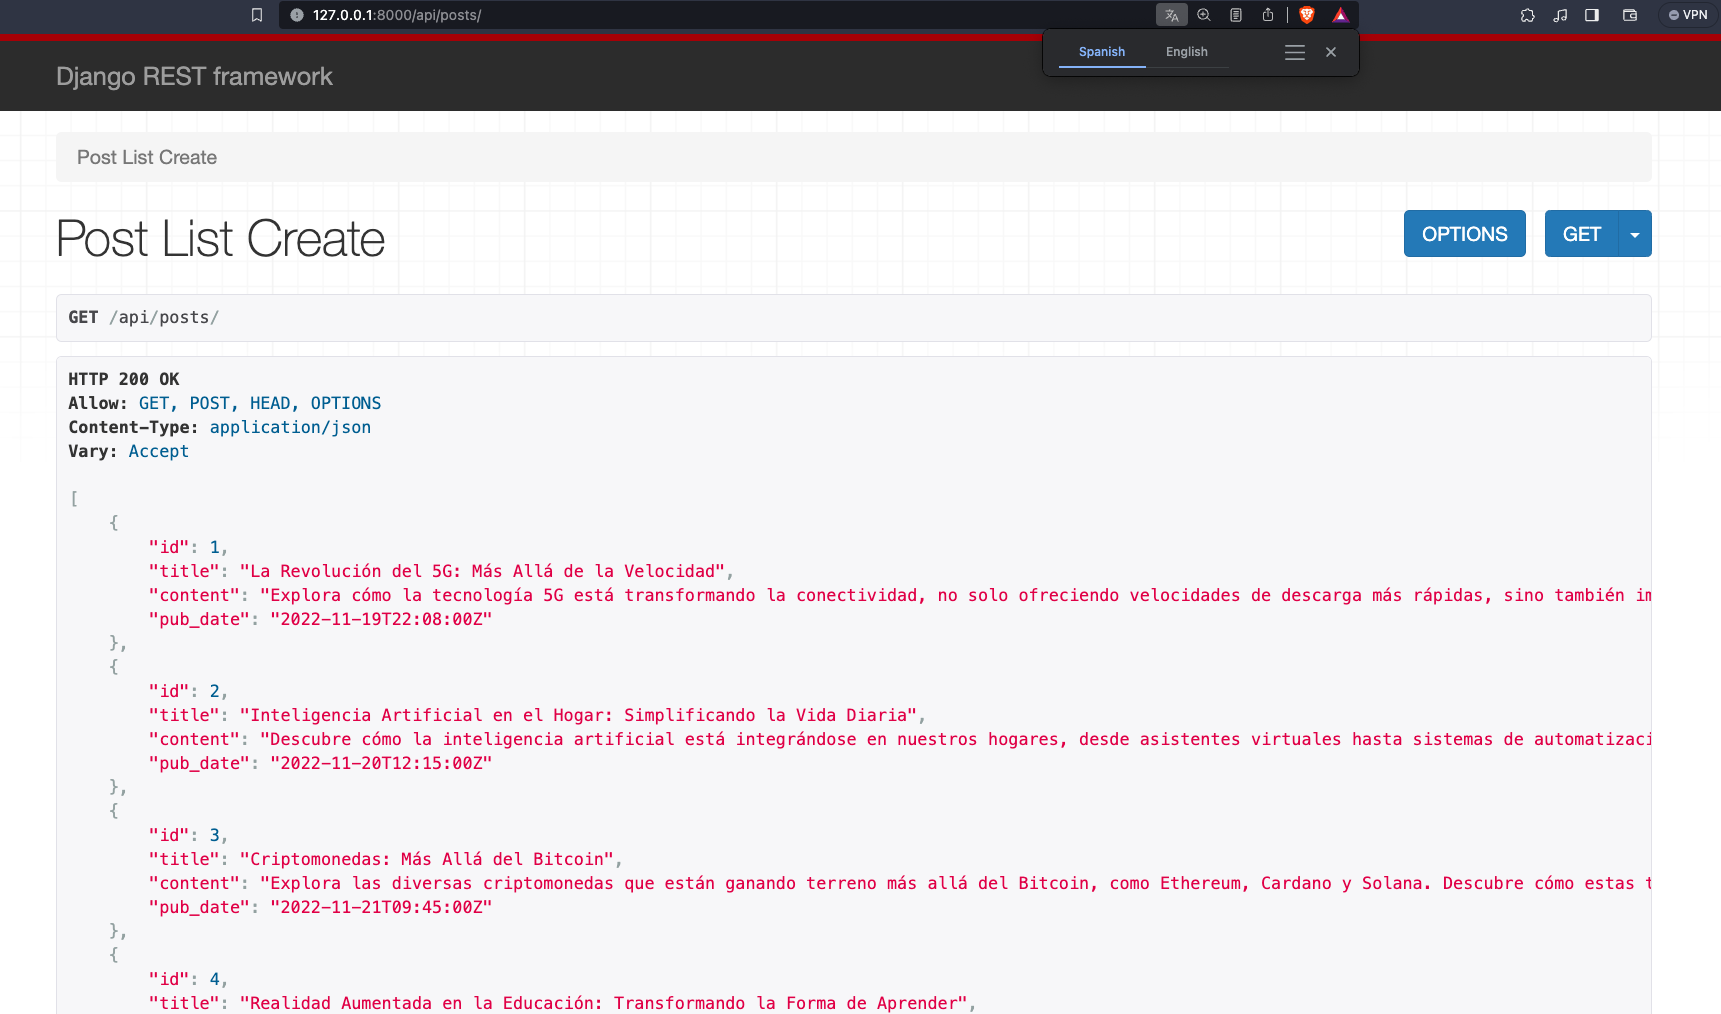 127.0.0.1:8000/api/posts/
VPN
Spanish English
Django REST framework
Post List Create
Post List Create
OPTIONS GET
GET /api/posts/
HTTP 200 OK
Allow: GET, POST, HEAD, OPTIONS
Content-Type: application/json
Vary: Accept
[
{
"id": 1,
"title": "La Revolución del 5G: Más Allá de la Velocidad",
"content": "Explora cómo la tecnología 5G está transformando la conectividad, no solo ofreciendo velocidades de descarga más rápidas, sino también
"pub_date": "2022-11-19T22:08:00Z"
},
{
"id": 2,
"title": "Inteligencia Artificial en el Hogar: Simplificando la Vida Diaria",
"content": "Descubre cómo la inteligencia artificial está integrándose en nuestros hogares, desde asistentes virtuales hasta sistemas de automatizaci
"pub_date": "2022-11-20T12:15:00Z"
},
{
"id": 3,
"title": "Criptomonedas: Más Allá del Bitcoin",
"content": "Explora las diversas criptomonedas que están ganando terreno más allá del Bitcoin, como Ethereum, Cardano y Solana. Descubre cómo estas
"pub_date": "2022-11-21T09:45:00Z"
},
{
"id": 4,
"title": "Realidad Aumentada en la Educación: Transformando la Forma de Aprender",